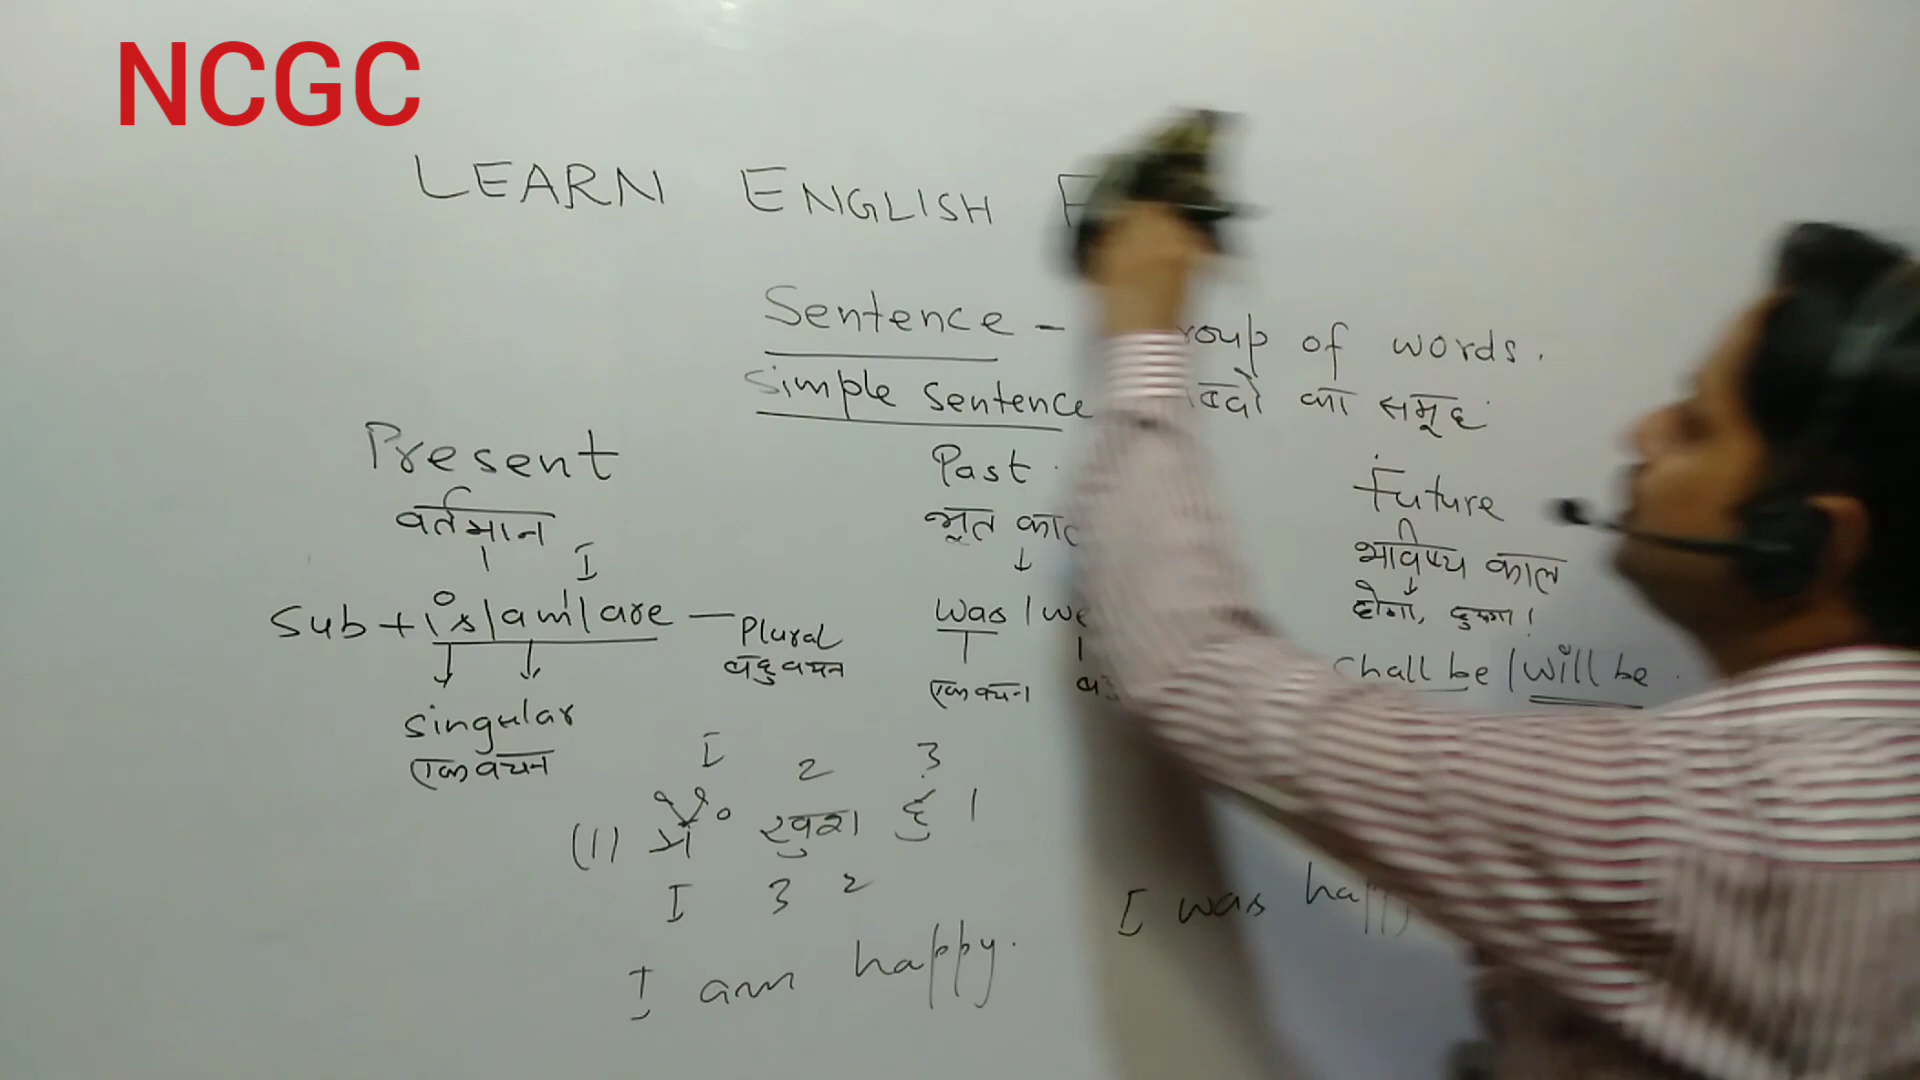 NCGC
LEARN ENGLISH F
Sentence - roup of words.
Simple sentence का समूह
Present Past Future
वर्तमान भूत भविष्य काल
I
होगा,
Sub + is/am/are - Plural was/we
बहुवचन एकवचन shall be/will be
singular
एकवचन
1 2 3
(1) मैं खुश हूँ।
1 3 2
I was happ
I am happy.